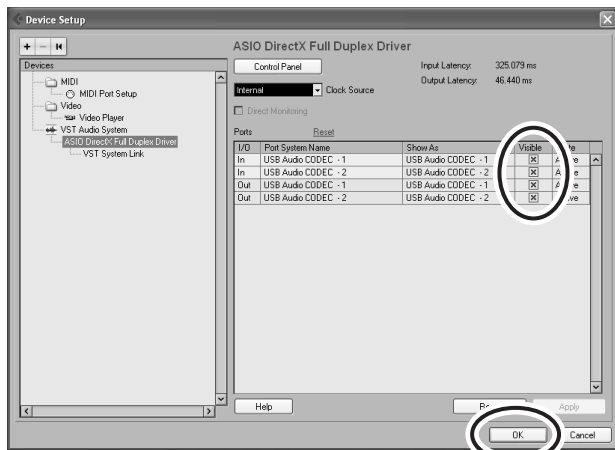 Device Setup
Devices
MIDI
MIDI Port Setup
Video
Video Player
VST Audio System
ASIO DirectX Full Duplex Driver
VST System Link
ASIO DirectX Full Duplex Driver
Control Panel
Input Latency: 325.079 ms
Output Latency: 46.440 ms
Internal
Clock Source
Direct Monitoring
Ports Reset
I/O Port System Name Show As Visible
In USB Audio CODEC - 1 USB Audio CODEC - 1
In USB Audio CODEC - 2 USB Audio CODEC - 2
Out USB Audio CODEC - 1 USB Audio CODEC - 1
Out USB Audio CODEC - 2 USB Audio CODEC - 2
Help
Apply
OK Cancel